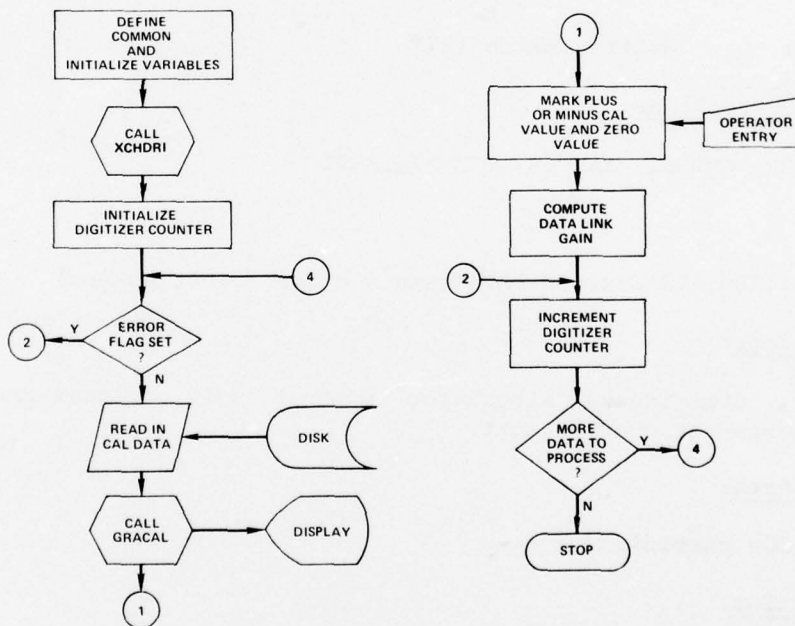 DEFINE
COMMON
AND
INITIALIZE VARIABLES
CALL
XCHDRI
INITIALIZE
DIGITIZER COUNTER
4
ERROR
FLAG SET
?
Y
2
N
READ IN
CAL DATA
DISK
CALL
GRACAL
DISPLAY
1
1
MARK PLUS
OR MINUS CAL
VALUE AND ZERO
VALUE
OPERATOR
ENTRY
COMPUTE
DATA LINK
GAIN
2
INCREMENT
DIGITIZER
COUNTER
MORE
DATA TO
PROCESS
?
Y
4
N
STOP